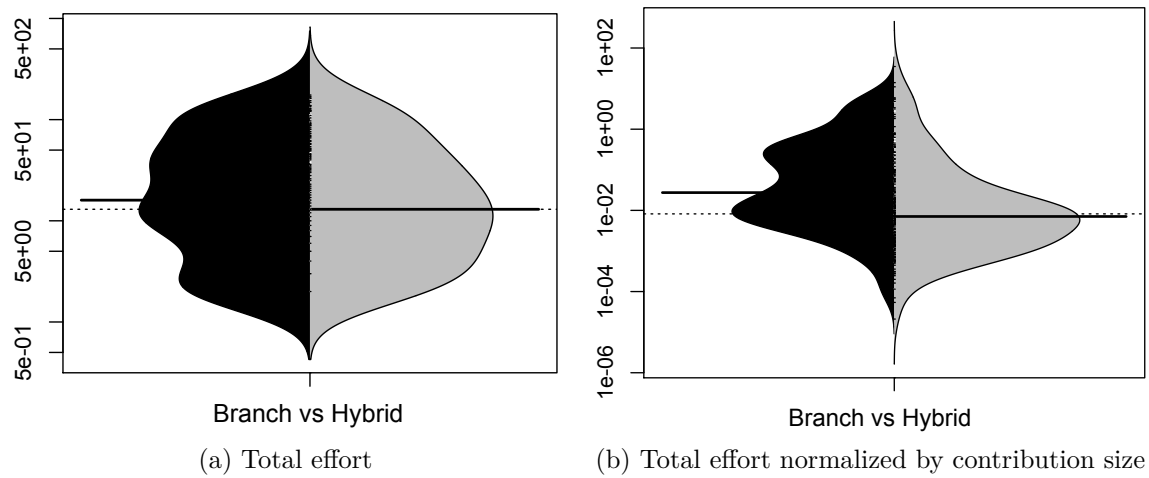 5e+02
5e+01
5e+00
5e-01
Branch vs Hybrid
(a) Total effort
1e+02
1e+00
1e-02
1e-04
1e-06
Branch vs Hybrid
(b) Total effort normalized by contribution size